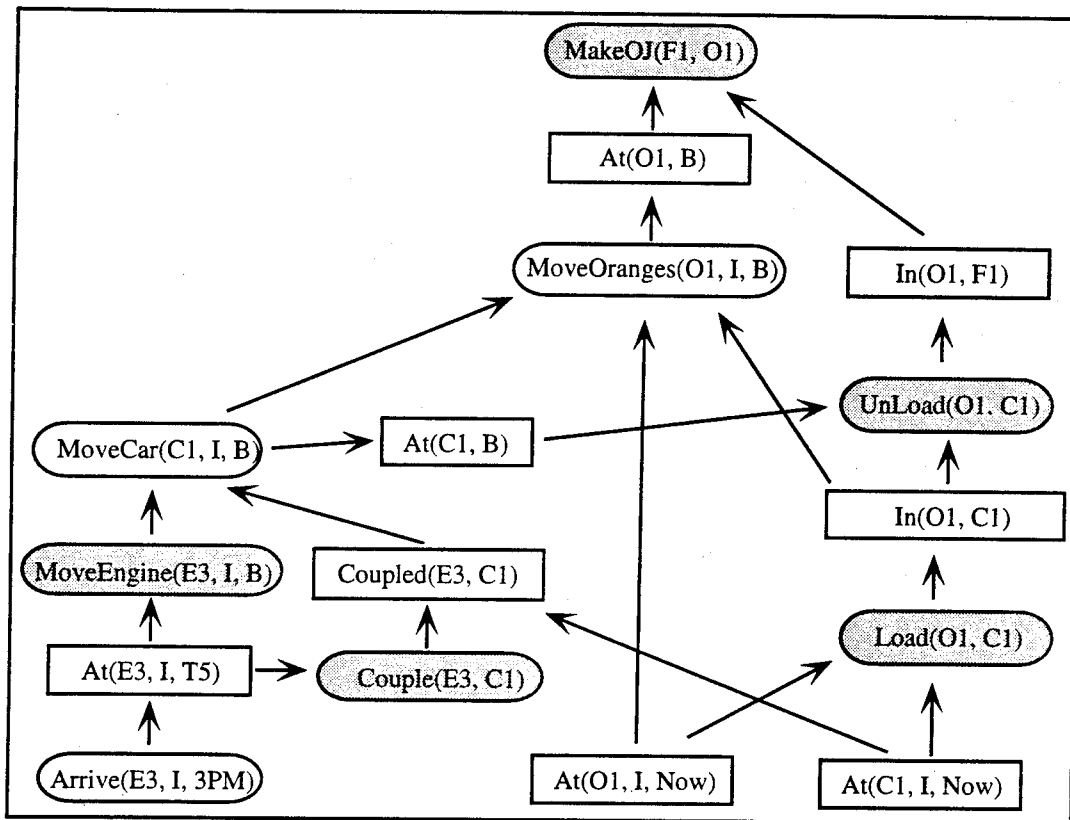 MakeOJ(F1, O1)
At(O1, B)
MoveOranges(O1, I, B)
In(O1, F1)
UnLoad(O1. C1)
MoveCar(C1, I, B)
At(C1, B)
In(O1, C1)
MoveEngine(E3, I, B)
Coupled(E3, C1)
Load(O1, C1)
At(E3, I, T5)
Couple(E3, C1)
Arrive(E3, I, 3PM)
At(O1, I, Now)
At(C1, I, Now)